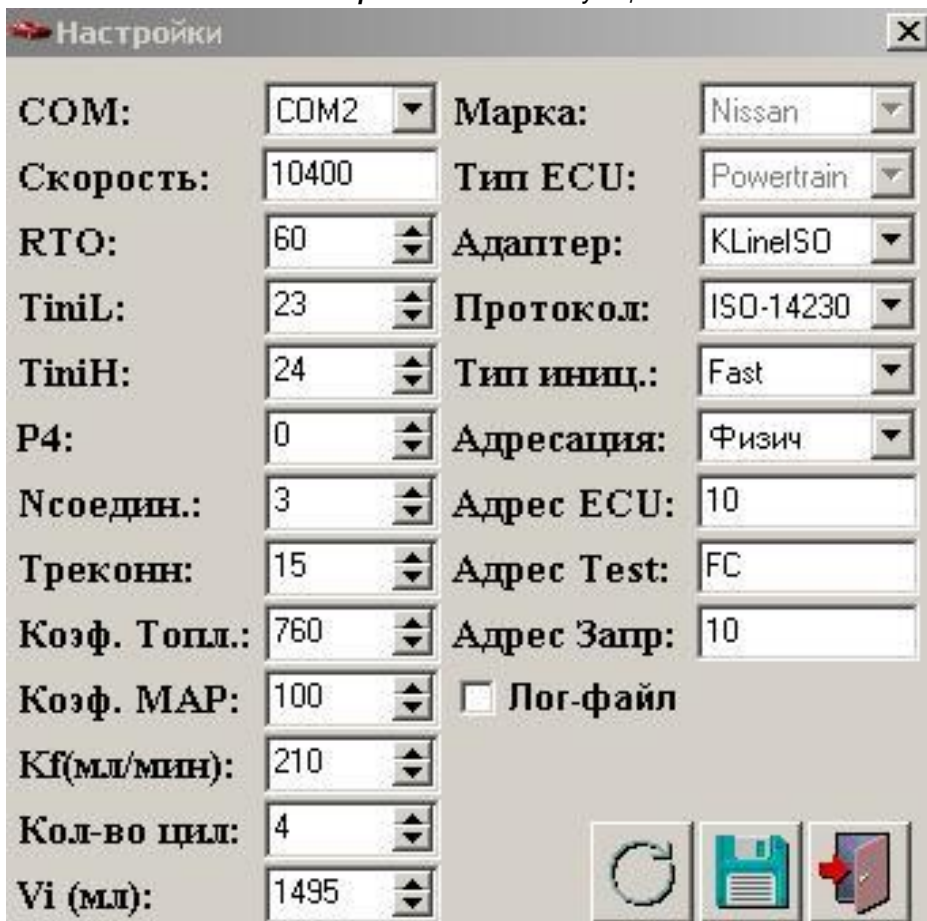 Настройки
COM: COM2 Марка: Nissan
Скорость: 10400 Тип ECU: Powertrain
RTO: 60 Адаптер: KLineISO
TiniL: 23 Протокол: ISO-14230
TiniH: 24 Тип иниц.: Fast
P4: 0 Адресация: Физич
Nсоедин.: 3 Адрес ECU: 10
Треконн: 15 Адрес Test: FC
Коэф. Топл.: 760 Адрес Запр: 10
Коэф. MAP: 100 Лог-файл
Kf(мл/мин): 210
Кол-во цил: 4
Vi (мл): 1495